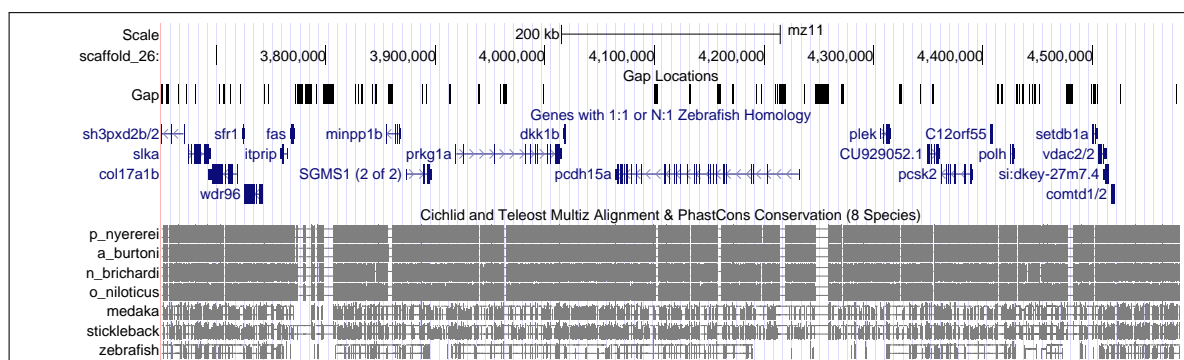 Scale 200 kb mz11
scaffold_26: 3,800,000 3,900,000 4,000,000 4,100,000 4,200,000 4,300,000 4,400,000 4,500,000
Gap Locations
Gap
Genes with 1:1 or N:1 Zebrafish Homology
sh3pxd2b/2 sfr1 fas minpp1b dkk1b plek C12orf55 setdb1a
slka itprip prkg1a CU929052.1 polh vdac2/2
col17a1b SGMS1 (2 of 2) pcdh15a pcsk2 si:dkey-27m7.4
wdr96 comtd1/2
Cichlid and Teleost Multiz Alignment & PhastCons Conservation (8 Species)
p_nyererei
a_burtoni
n_brichardi
o_niloticus
medaka
stickleback
zebrafish